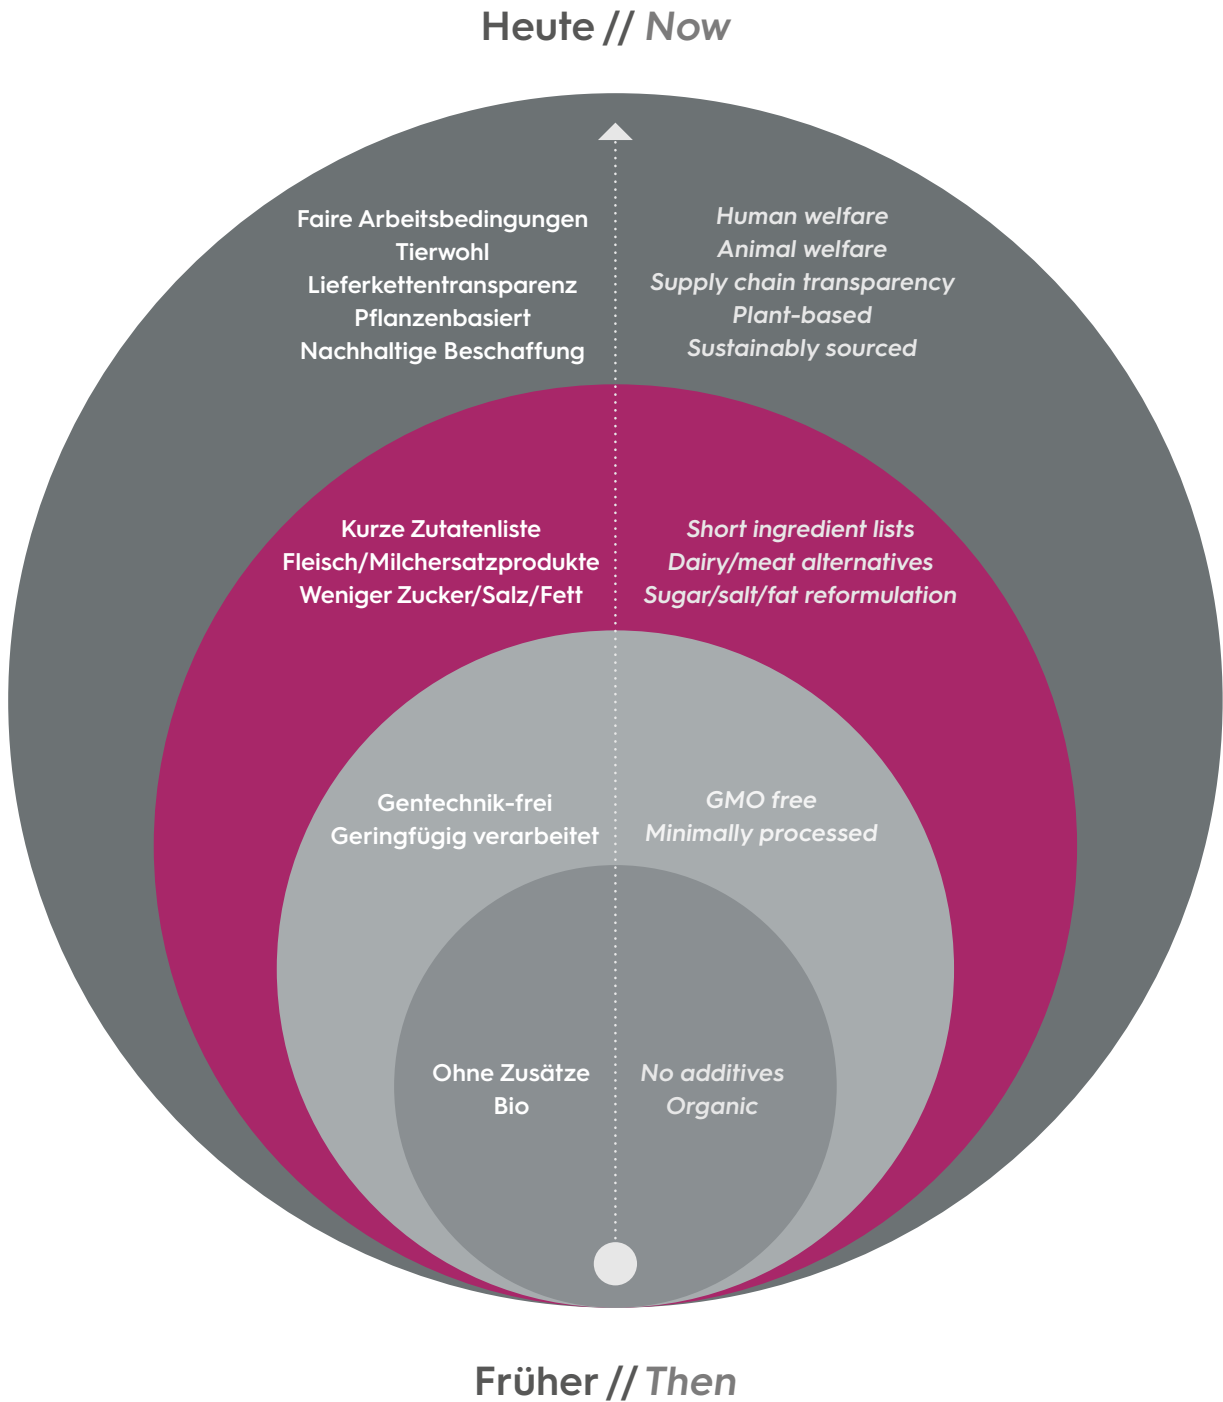 Heute // Now
Faire Arbeitsbedingungen
Tierwohl
Lieferkettentransparenz
Pflanzenbasiert
Nachhaltige Beschaffung
Human welfare
Animal welfare
Supply chain transparency
Plant-based
Sustainably sourced
Kurze Zutatenliste
Fleisch/Milchersatzprodukte
Weniger Zucker/Salz/Fett
Short ingredient lists
Dairy/meat alternatives
Sugar/salt/fat reformulation
Gentechnik-frei
Geringfügig verarbeitet
GMO free
Minimally processed
Ohne Zusätze
Bio
No additives
Organic
Früher // Then